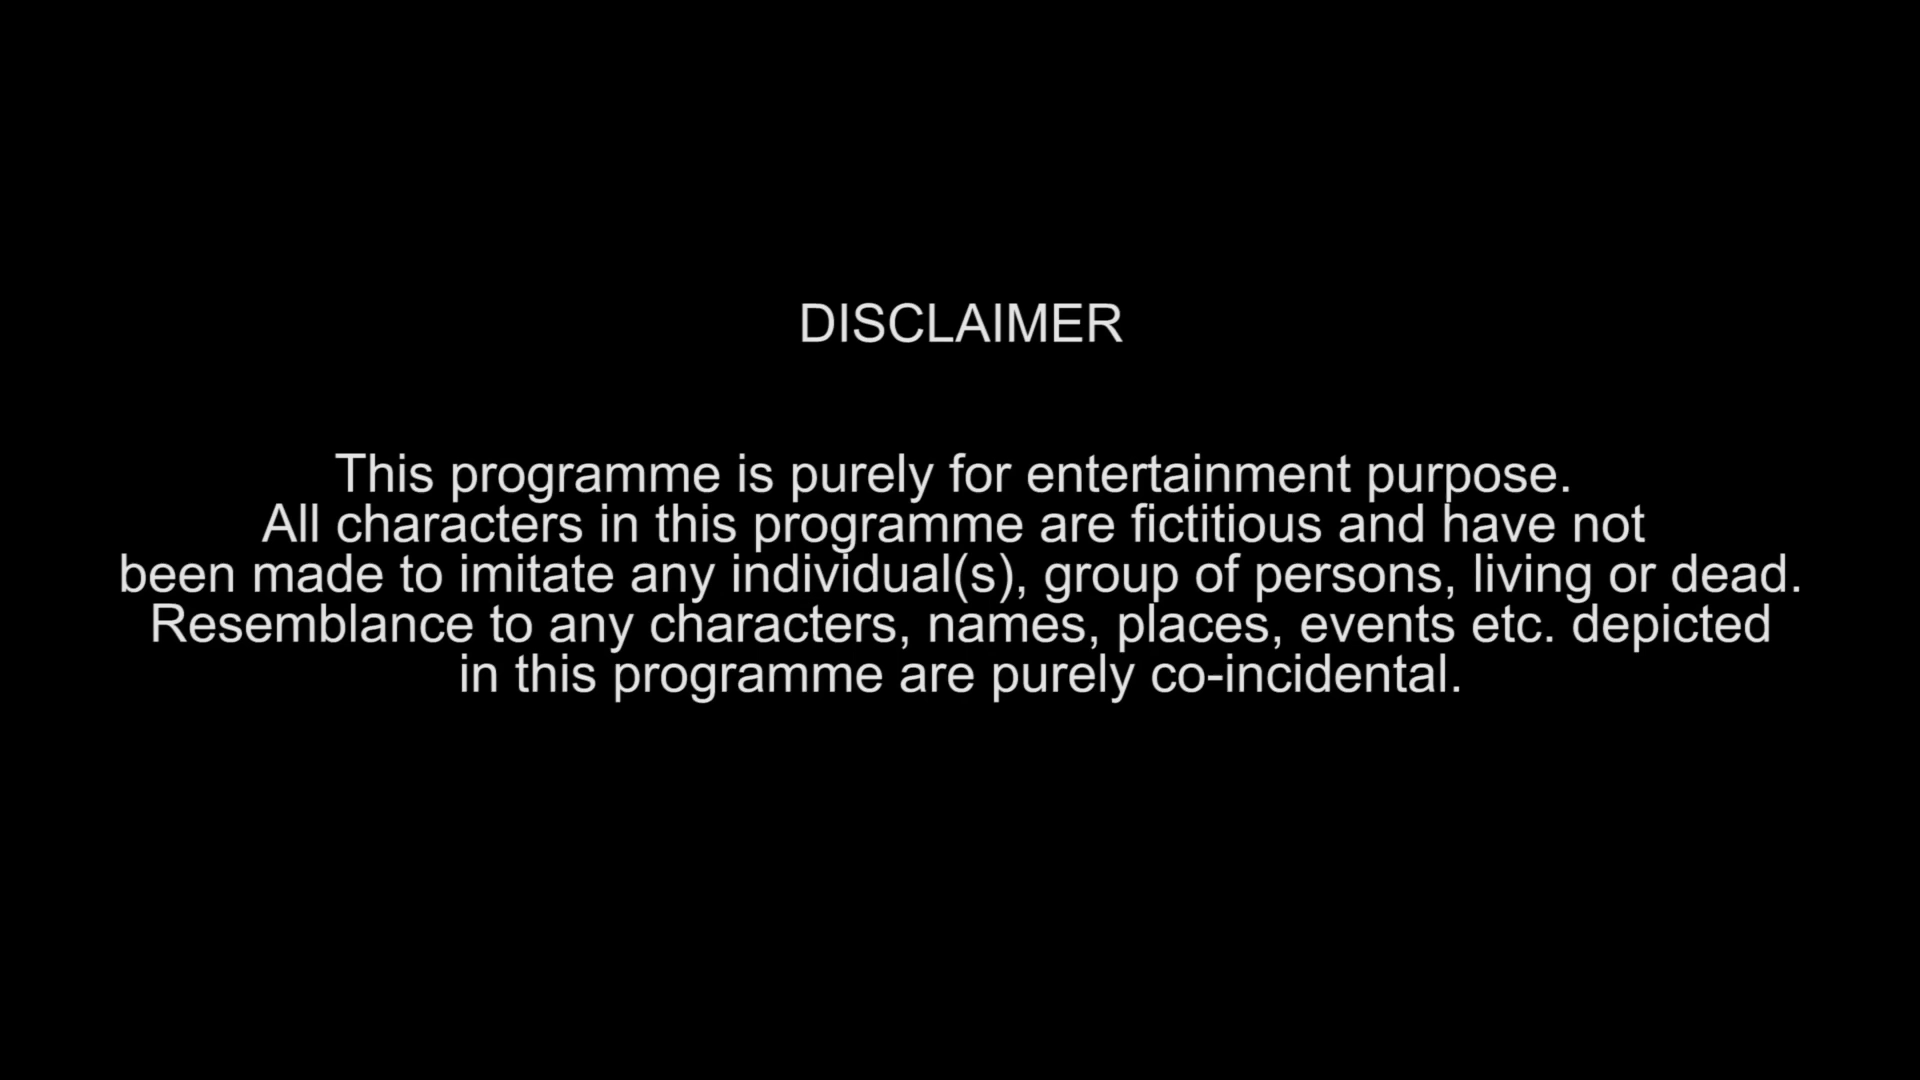 DISCLAIMER
This programme is purely for entertainment purpose.
All characters in this programme are fictitious and have not
been made to imitate any individual(s), group of persons, living or dead.
Resemblance to any characters, names, places, events etc. depicted
in this programme are purely co-incidental.